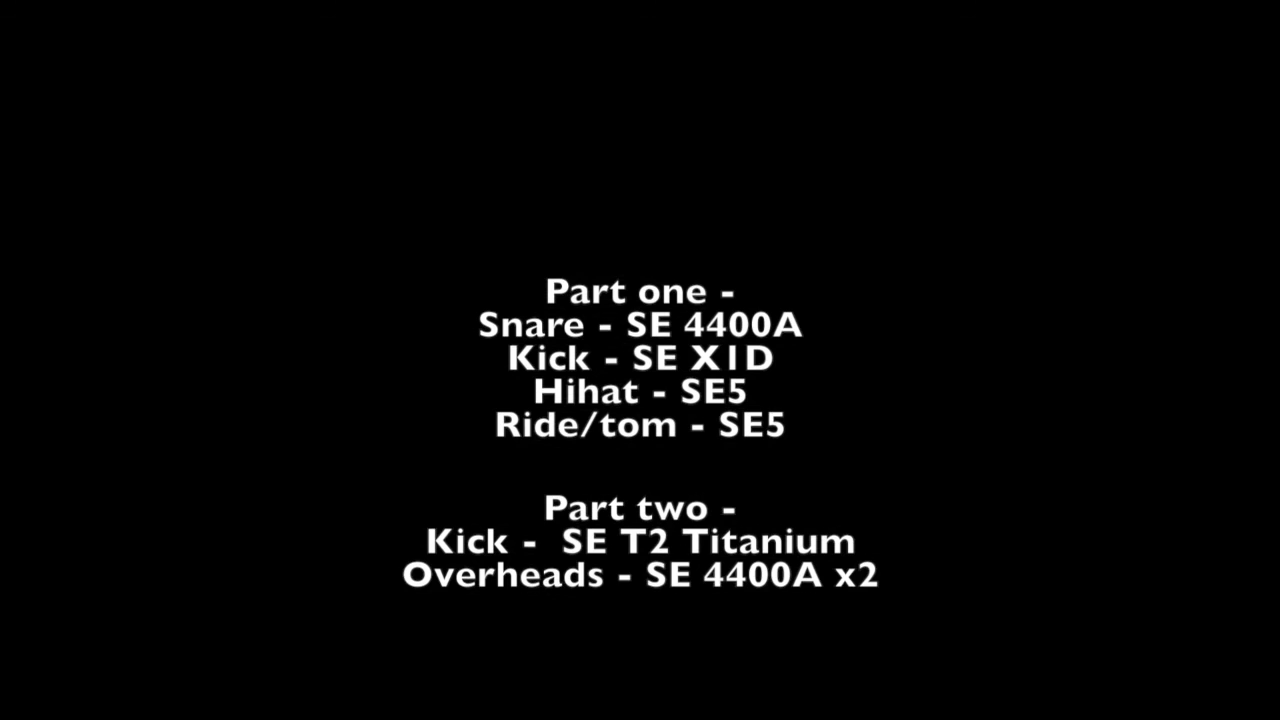 Part one -
Snare - SE 4400A
Kick - SE X1D
Hihat - SE5
Ride/tom - SE5
Part two -
Kick -  SE T2 Titanium
Overheads - SE 4400A x2